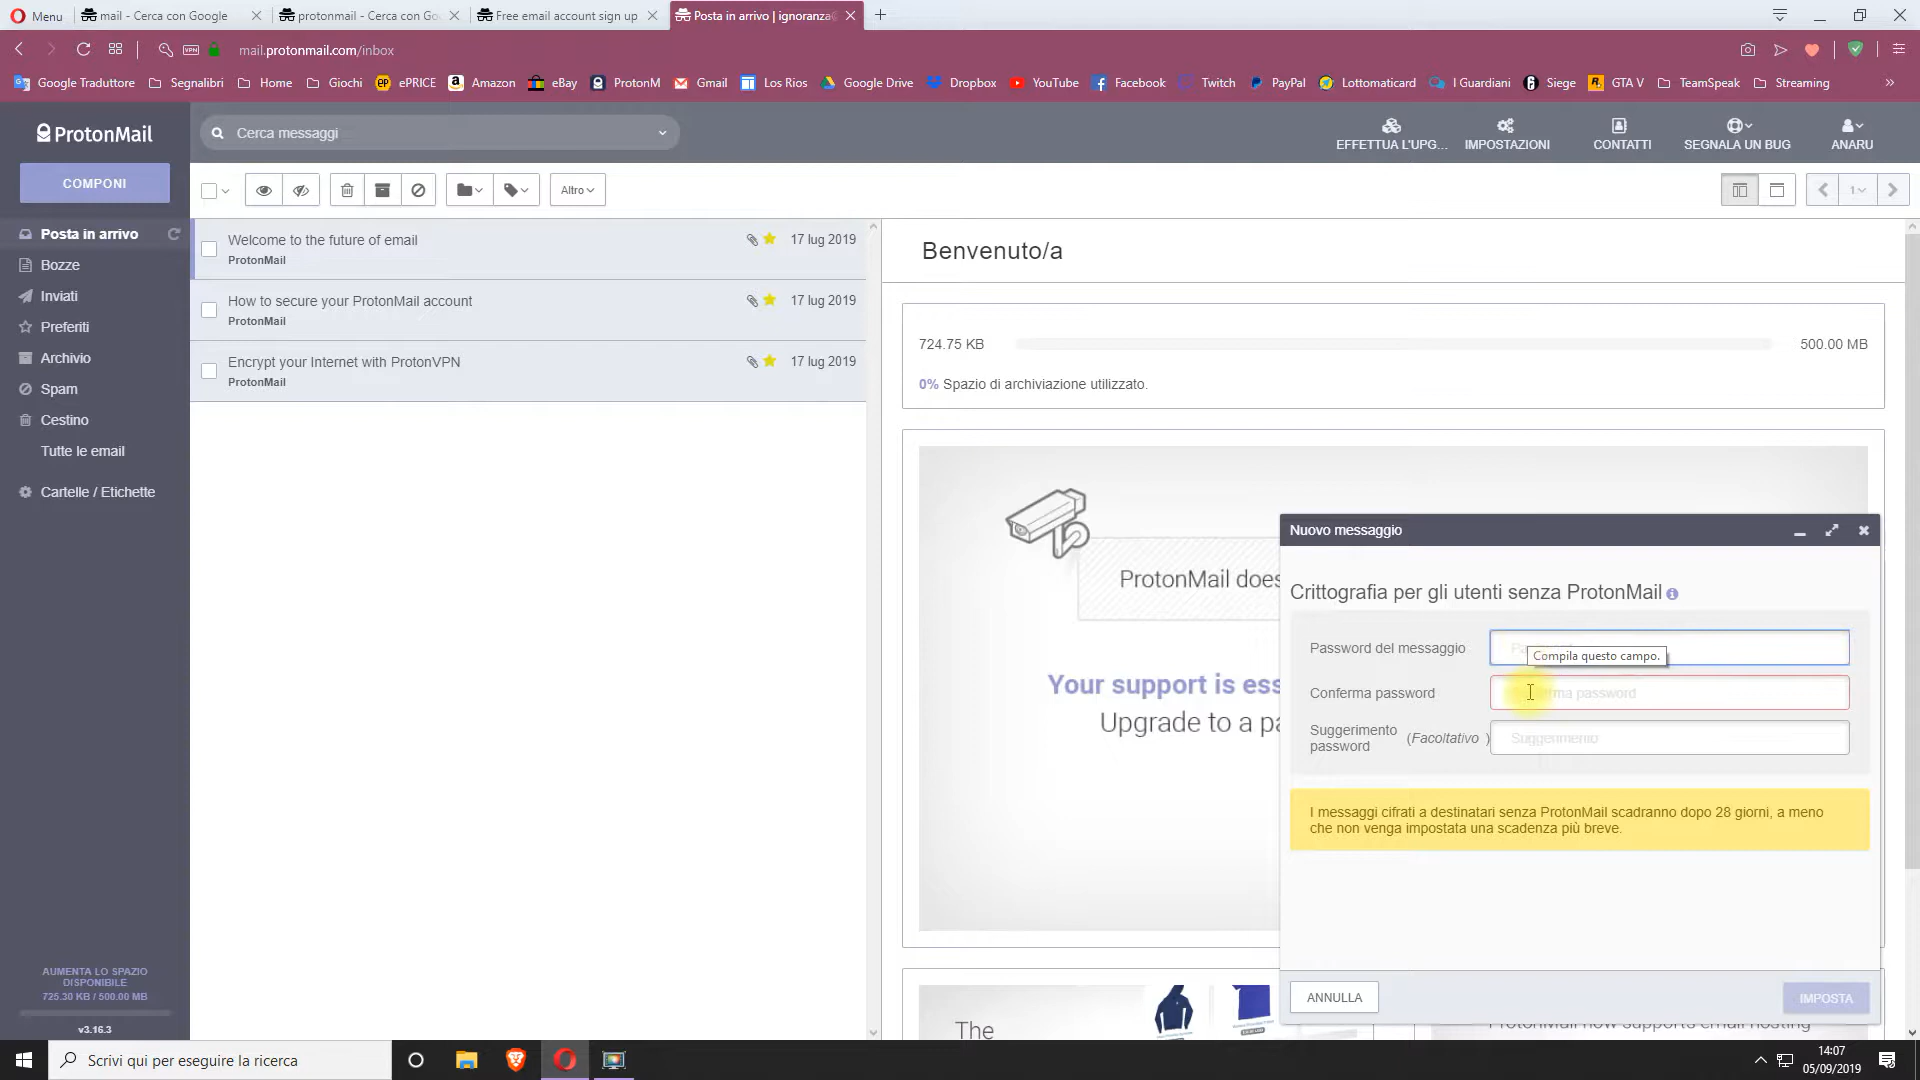 Menu
mail - Cerca con Google
protonmail - Cerca con Go
Free email account sign up
Posta in arrivo | ignoranza@
VPN
mail.protonmail.com/inbox
Google Traduttore
Segnalibri
Home
Giochi
ePRICE
Amazon
eBay
ProtonM
Gmail
Los Rios
Google Drive
Dropbox
YouTube
Facebook
Twitch
PayPal
Lottomaticard
I Guardiani
Siege
GTA V
TeamSpeak
Streaming
ProtonMail
Cerca messaggi
EFFETTUA L'UPG...
IMPOSTAZIONI
CONTATTI
SEGNALA UN BUG
ANARU
COMPONI
Altro
1
Posta in arrivo
Bozze
Inviati
Preferiti
Archivio
Spam
Cestino
Tutte le email
Cartelle / Etichette
AUMENTA LO SPAZIO
DISPONIBILE
725.30 KB / 500.00 MB
v3.16.3
Welcome to the future of email
17 lug 2019
ProtonMail
How to secure your ProtonMail account
17 lug 2019
ProtonMail
Encrypt your Internet with ProtonVPN
17 lug 2019
ProtonMail
Benvenuto/a
724.75 KB
500.00 MB
0% Spazio di archiviazione utilizzato.
ProtonMail does
Your support is ess
Upgrade to a pa
The
ProtonMail now supports email hosting
Nuovo messaggio
Crittografia per gli utenti senza ProtonMail
Password del messaggio
Compila questo campo.
Conferma password
password
Suggerimento
password
(Facoltativo )
Suggerimento
I messaggi cifrati a destinatari senza ProtonMail scadranno dopo 28 giorni, a meno
che non venga impostata una scadenza più breve.
ANNULLA
IMPOSTA
Scrivi qui per eseguire la ricerca
14:07
05/09/2019